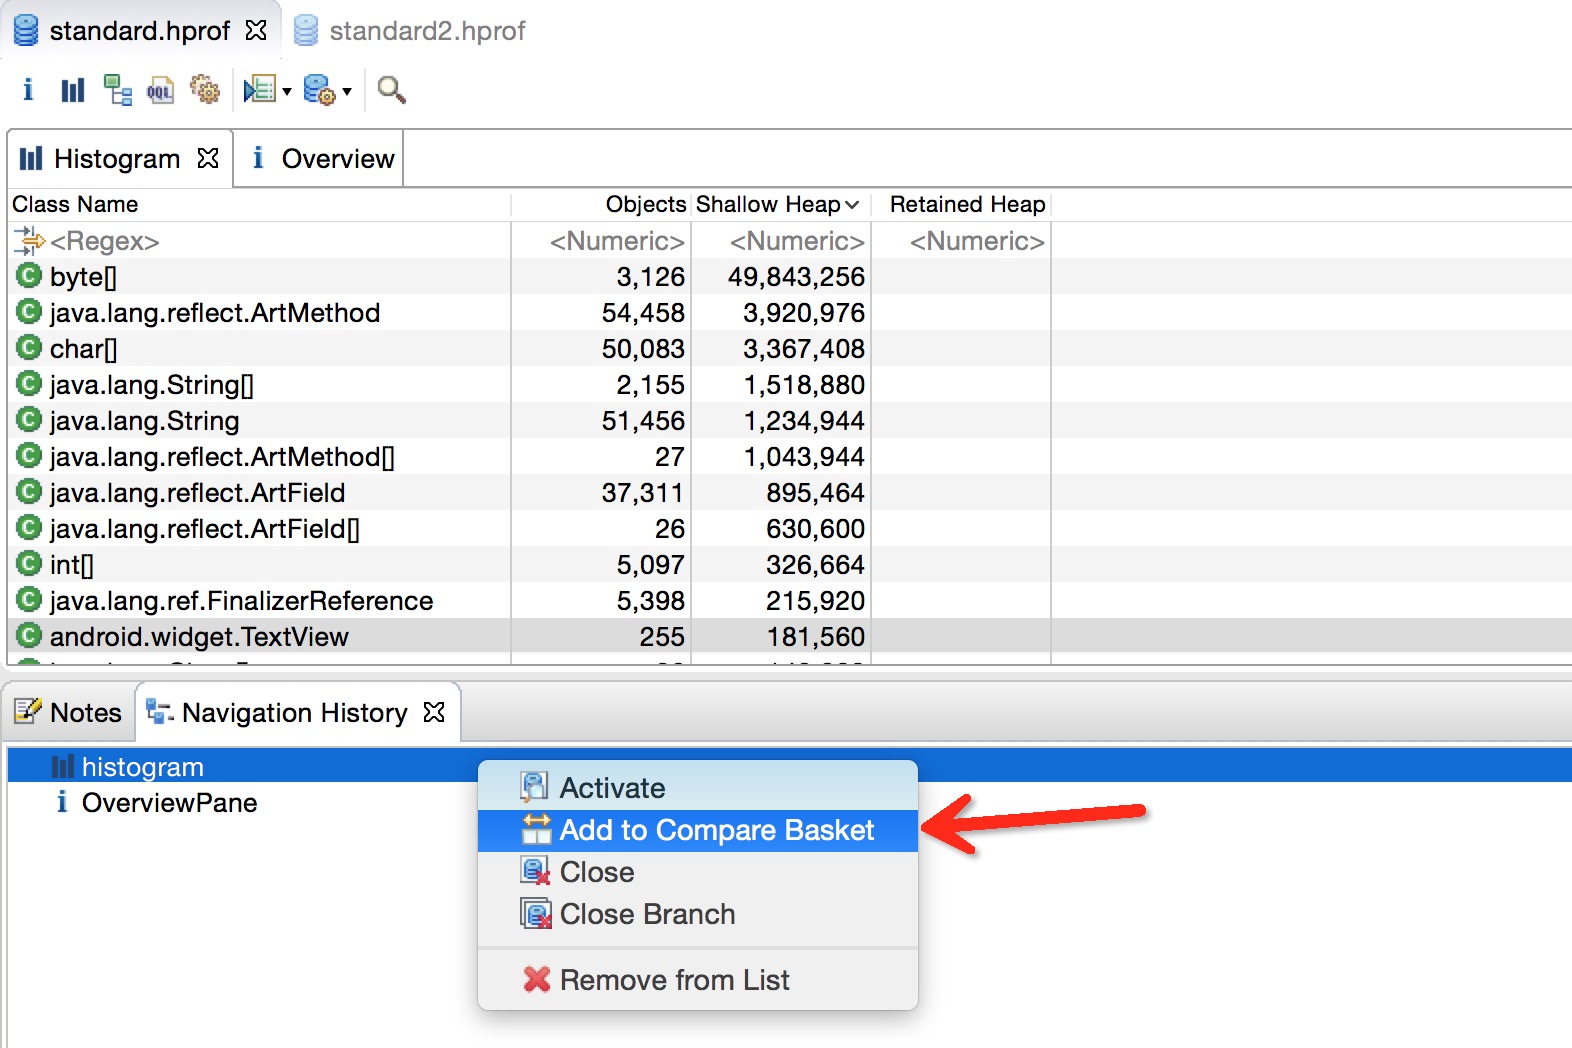 standard.hprof standard2.hprof
i OQL
Histogram i Overview
Class Name Objects Shallow Heap Retained Heap
<Regex> <Numeric> <Numeric> <Numeric>
C byte[] 3,126 49,843,256
C java.lang.reflect.ArtMethod 54,458 3,920,976
C char[] 50,083 3,367,408
C java.lang.String[] 2,155 1,518,880
C java.lang.String 51,456 1,234,944
C java.lang.reflect.ArtMethod[] 27 1,043,944
C java.lang.reflect.ArtField 37,311 895,464
C java.lang.reflect.ArtField[] 26 630,600
C int[] 5,097 326,664
C java.lang.ref.FinalizerReference 5,398 215,920
C android.widget.TextView 255 181,560
Notes Navigation History
histogram
i OverviewPane
Activate
Add to Compare Basket
Close
Close Branch
Remove from List